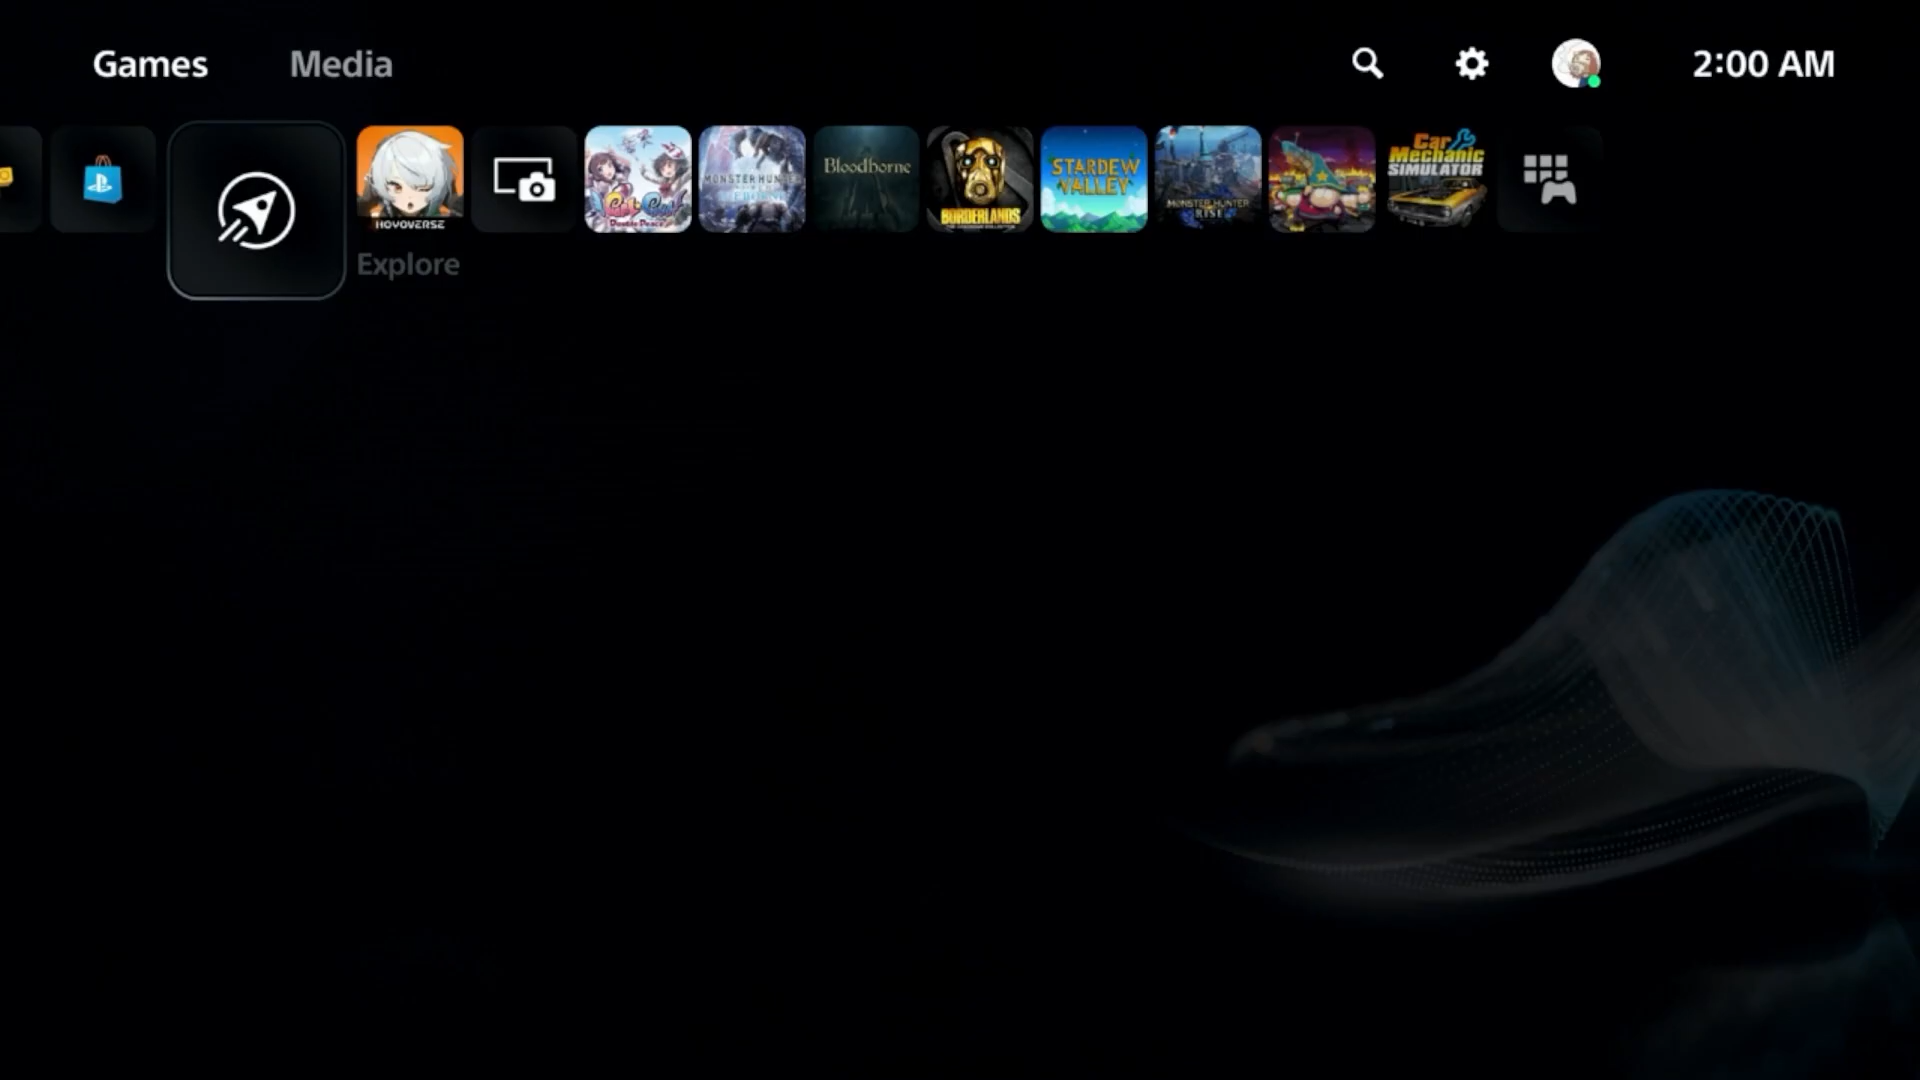 Games
Media
2:00 AM
HOYOVERSE
MONSTER HUNTER
Bloodborne
BORDERLANDS
STARDEW
VALLEY
MONSTER HUNTER
RISE
Car
Mechanic
SIMULATOR
Explore